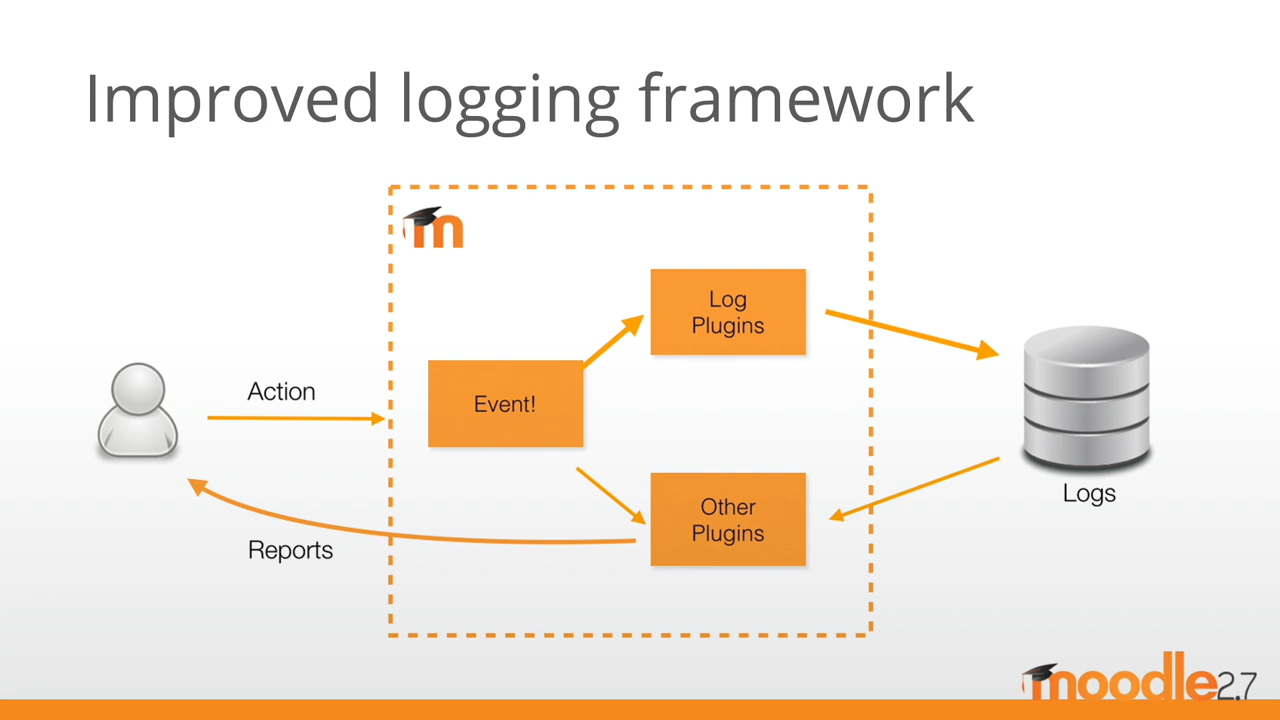 Improved logging framework
m
Log
Plugins
Action
Event!
Logs
Other
Plugins
Reports
moodle2.7